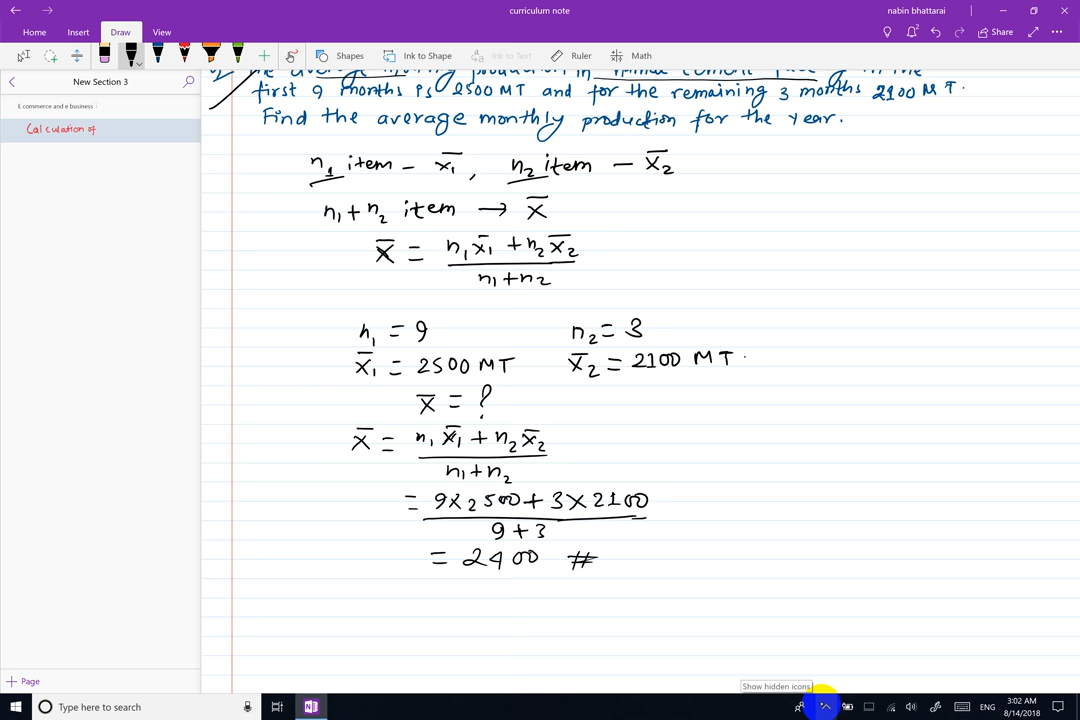 curriculum note
nabin bhattarai
Home Insert Draw View
Share
Shapes Ink to Shape Ink to Text Ruler Math
New Section 3
E commerce and e business
Calculation of
average production in cement
first 9 months is 2500 MT and for the remaining 3 months 2100 MT.
Find the average monthly production for the year.
n₁ item - x̄₁, n₂ item - x̄₂
n₁ + n₂ item → x̄
x̄ = n₁x̄₁ + n₂x̄₂
n₁ + n₂
n₁ = 9 n₂ = 3
x̄₁ = 2500 MT x̄₂ = 2100 MT.
x̄ = ?
x̄ = n₁x̄₁ + n₂x̄₂
n₁ + n₂
= 9×2500 + 3×2100
9 + 3
= 2400 #
+ Page
Show hidden icons
Type here to search
ENG
3:02 AM
8/14/2018